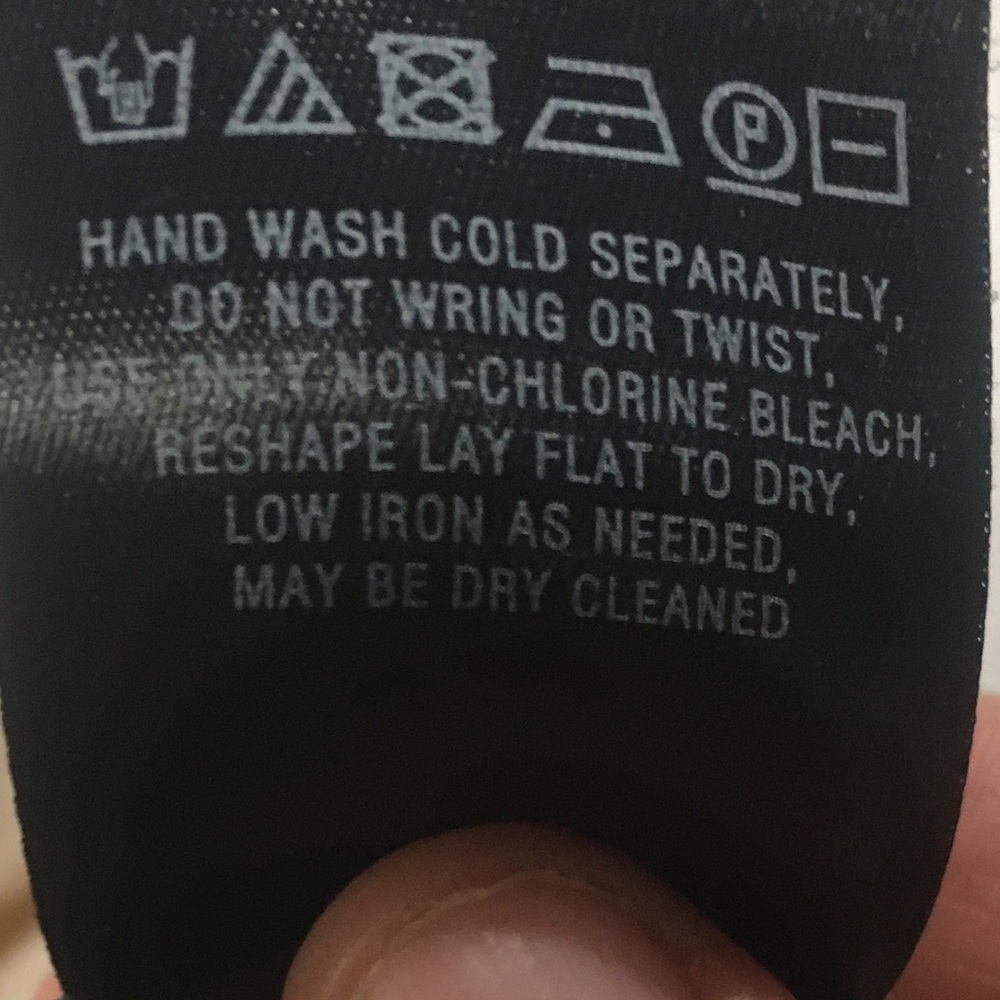 P
HAND WASH COLD SEPARATELY,
DO NOT WRING OR TWIST,
USE ONLY NON-CHLORINE BLEACH,
RESHAPE LAY FLAT TO DRY,
LOW IRON AS NEEDED,
MAY BE DRY CLEANED